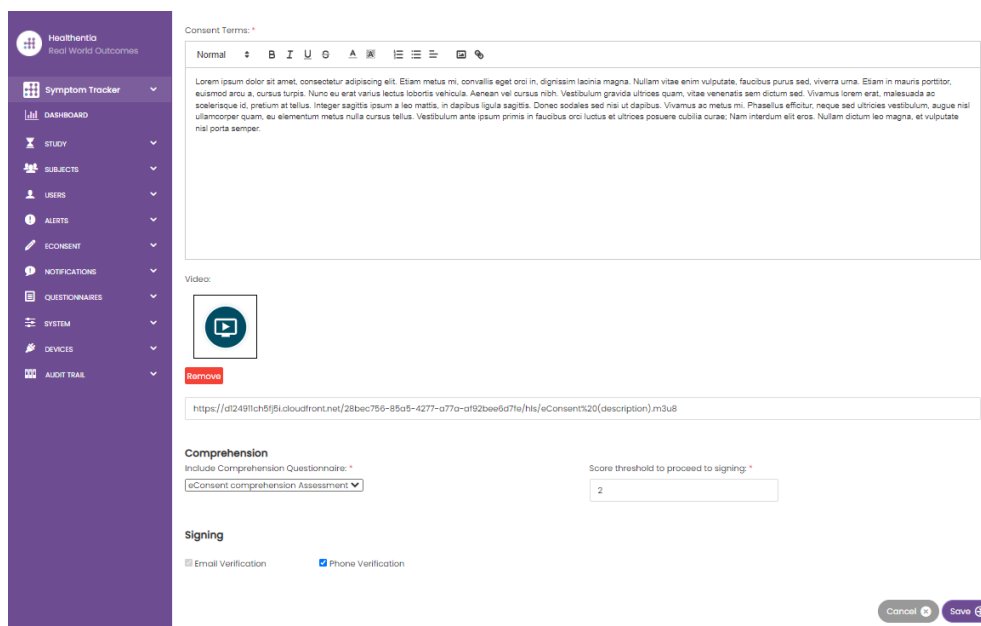 Healthentia
Real World Outcomes
Symptom Tracker
DASHBOARD
STUDY
SUBJECTS
USERS
ALERTS
ECONSENT
NOTIFICATIONS
QUESTIONNAIRES
SYSTEM
DEVICES
AUDIT TRAIL
Consent Terms: *
Normal B I U S A A
Lorem ipsum dolor sit amet, consectetur adipiscing elit. Etiam metus mi, convallis eget orci in, dignissim lacinia magna. Nullam vitae enim vulputate, faucibus purus sed, viverra urna. Etiam in mauris porttitor,
euismod arcu a, cursus turpis. Nunc eu erat varius lectus lobortis vehicula. Aenean vel cursus nibh. Vestibulum gravida ultrices quam, vitae venenatis sem dictum sed. Vivamus lorem erat, malesuada ac
scelerisque id, pretium at tellus. Integer sagittis ipsum a leo mattis, in dapibus ligula sagittis. Donec sodales sed nisi ut dapibus. Vivamus ac metus mi. Phasellus efficitur, neque sed ultricies vestibulum, augue nisl
ullamcorper quam, eu elementum metus nulla cursus tellus. Vestibulum ante ipsum primis in faucibus orci luctus et ultrices posuere cubilia curae; Nam interdum elit eros. Nullam dictum leo magna, et vulputate
nisl porta semper.
Video:
Remove
https://d12491lch5fj5i.cloudfront.net/28bec756-85a5-4277-a77a-af92bee6d7fe/hls/eConsent%20(description).m3u8
Comprehension
Include Comprehension Questionnaire: *
eConsent comprehension Assessment
Score threshold to proceed to signing: *
2
Signing
Email Verification
Phone Verification
Cancel
Save